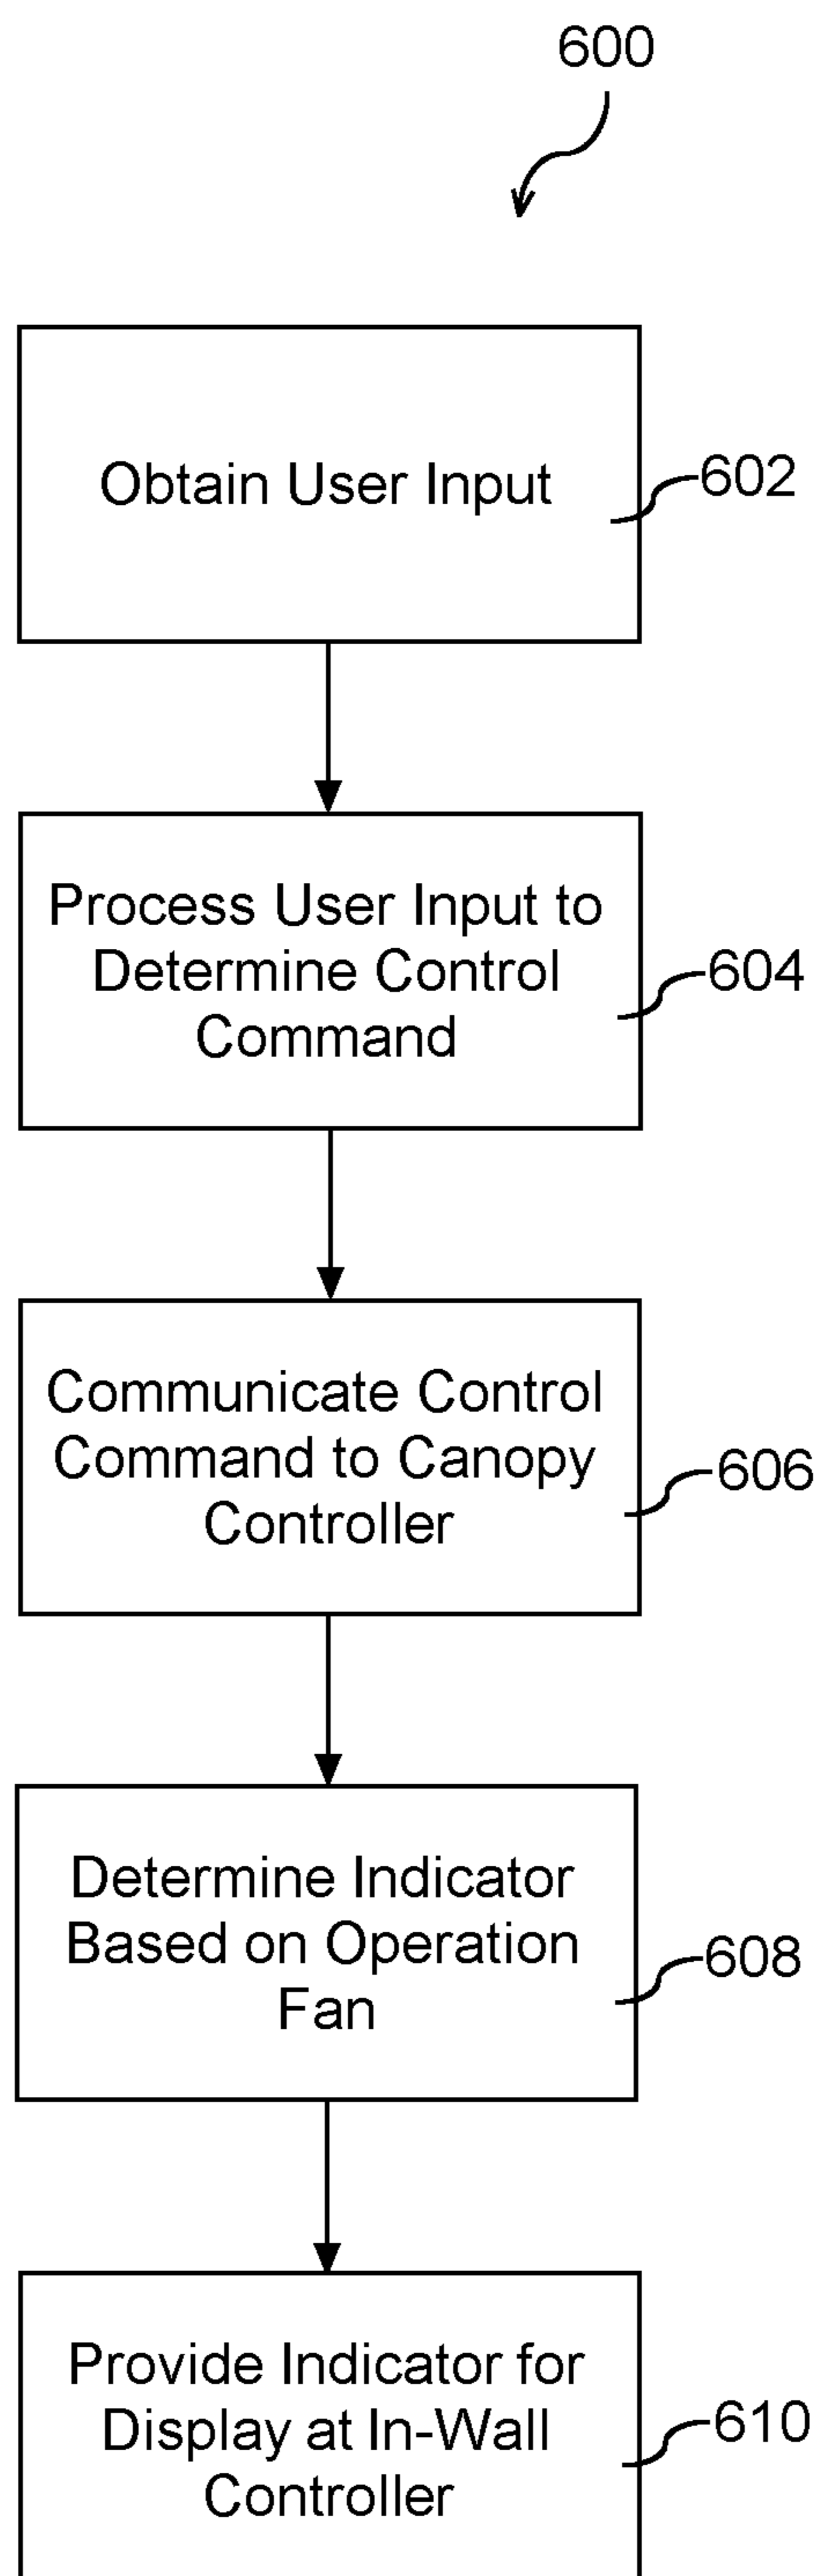 600
Obtain User Input
602
Process User Input to
Determine Control
Command
604
Communicate Control
Command to Canopy
Controller
606
Determine Indicator
Based on Operation
Fan
608
Provide Indicator for
Display at In-Wall
Controller
610